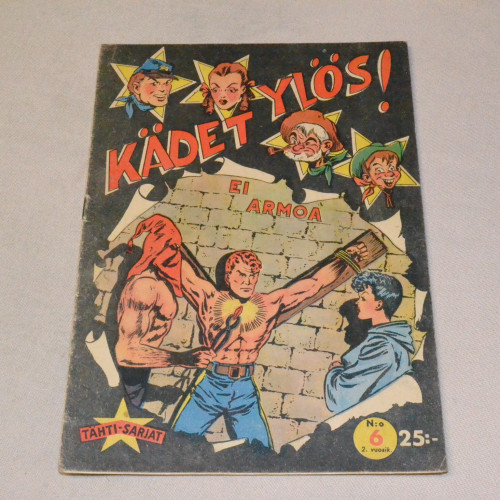 KÄDET YLÖS!
EI
ARMOA
TÄHTI-SARJAT
N:o
6
2. vuosik.
25:-